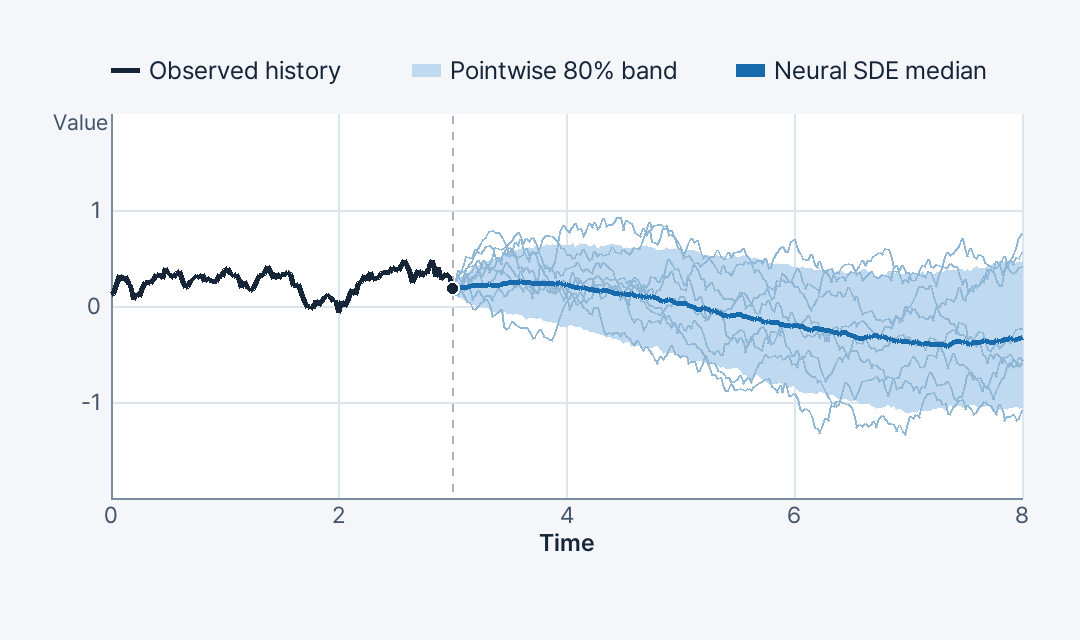 Observed history
Pointwise 80% band
Neural SDE median
Value
1
0
-1
0
2
4
6
8
Time